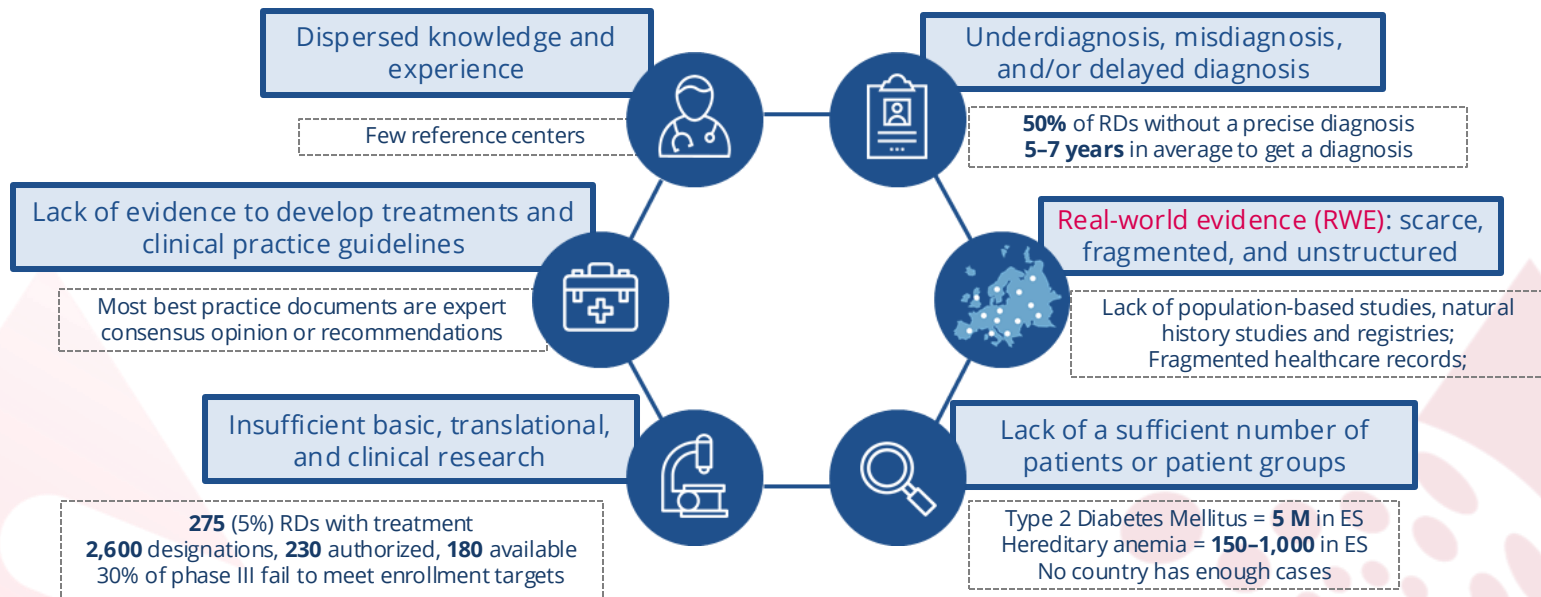 Dispersed knowledge and
experience
Few reference centers
Underdiagnosis, misdiagnosis,
and/or delayed diagnosis
50% of RDs without a precise diagnosis
5–7 years in average to get a diagnosis
Lack of evidence to develop treatments and
clinical practice guidelines
Most best practice documents are expert
consensus opinion or recommendations
Real-world evidence (RWE): scarce,
fragmented, and unstructured
Lack of population-based studies, natural
history studies and registries;
Fragmented healthcare records;
Insufficient basic, translational,
and clinical research
275 (5%) RDs with treatment
2,600 designations, 230 authorized, 180 available
30% of phase III fail to meet enrollment targets
Lack of a sufficient number of
patients or patient groups
Type 2 Diabetes Mellitus = 5 M in ES
Hereditary anemia = 150–1,000 in ES
No country has enough cases